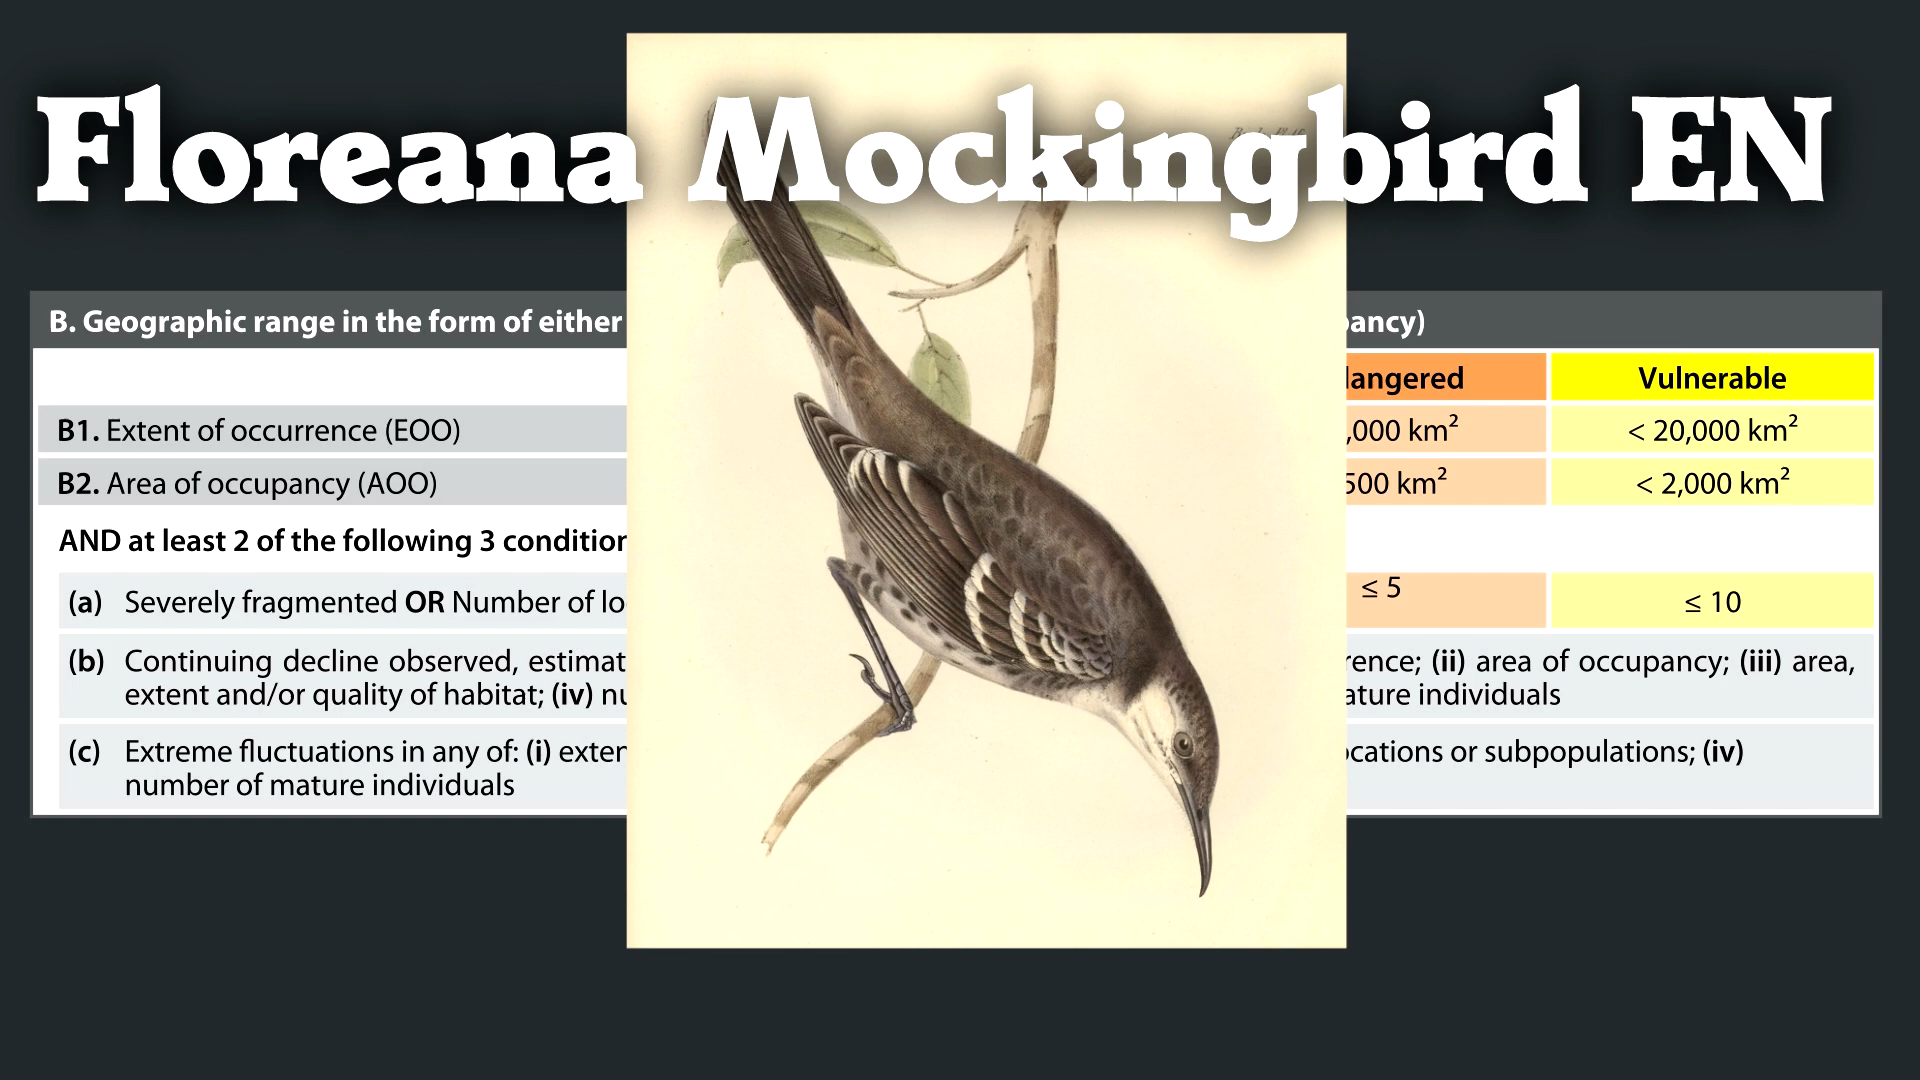 Floreana Mockingbird EN
B. Geographic range in the form of either
pancy)
dangered Vulnerable
B1. Extent of occurrence (EOO) ,000 km² < 20,000 km²
B2. Area of occupancy (AOO) 500 km² < 2,000 km²
AND at least 2 of the following 3 condition
(a) Severely fragmented OR Number of lo ≤ 5 ≤ 10
(b) Continuing decline observed, estimat rence; (ii) area of occupancy; (iii) area,
extent and/or quality of habitat; (iv) nu ature individuals
(c) Extreme fluctuations in any of: (i) exten ocations or subpopulations; (iv)
number of mature individuals